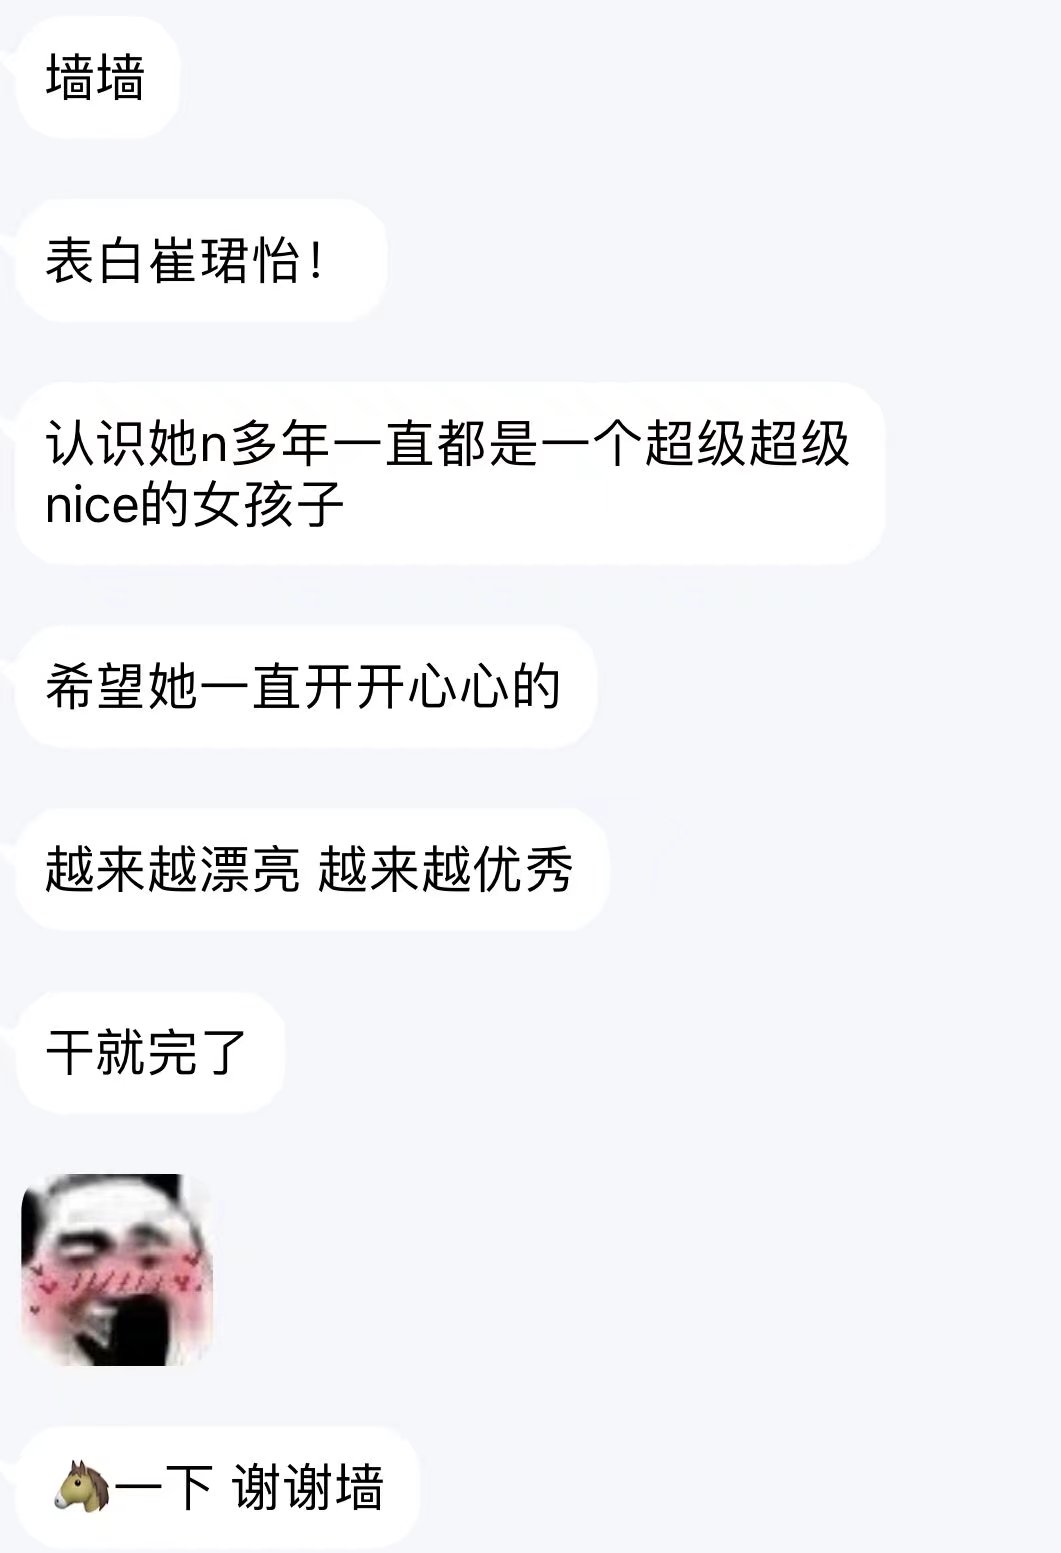 墙墙
表白崔珺怡！
认识她n多年一直都是一个超级超级
nice的女孩子
希望她一直开开心心的
越来越漂亮 越来越优秀
干就完了
🐴一下 谢谢墙